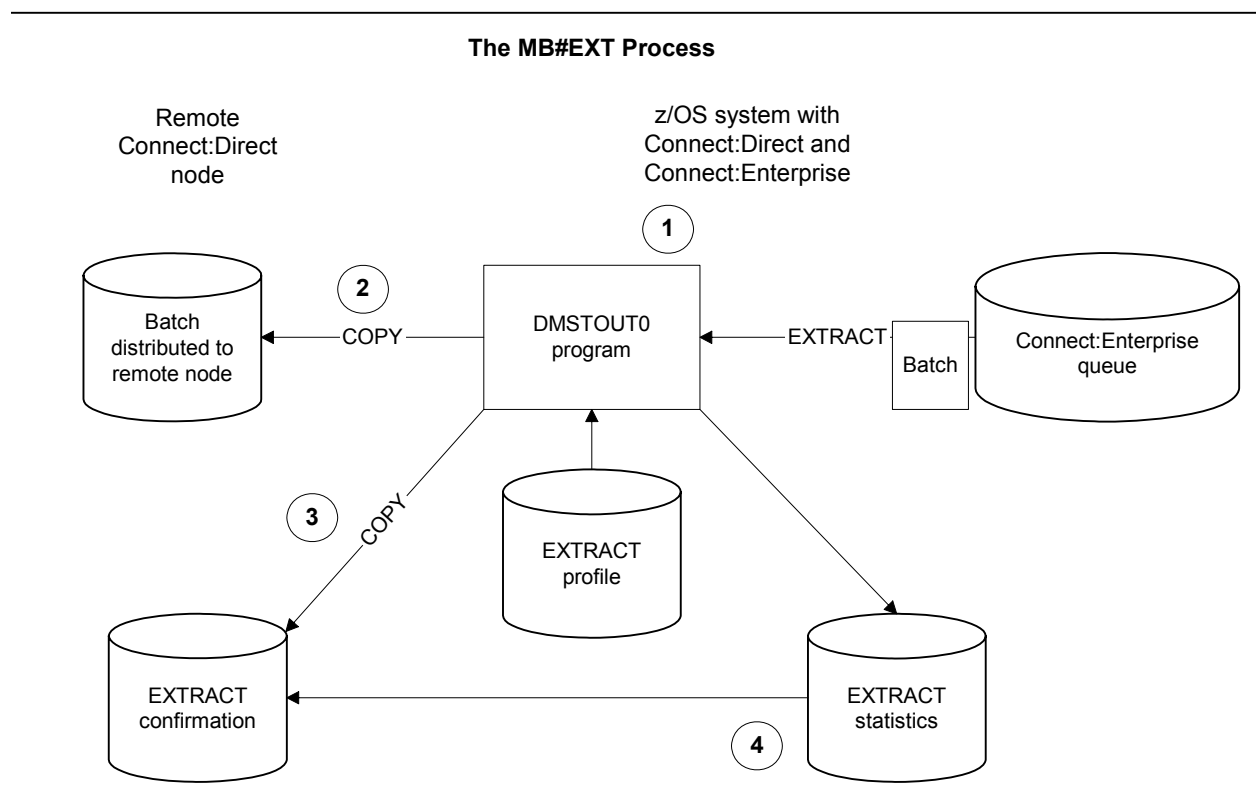 The MB#EXT Process
Remote
Connect:Direct
node
z/OS system with
Connect:Direct and
Connect:Enterprise
1
2
Batch
distributed to
remote node
COPY
DMSTOUT0
program
EXTRACT
Batch
Connect:Enterprise
queue
3
COPY
EXTRACT
profile
EXTRACT
confirmation
EXTRACT
statistics
4